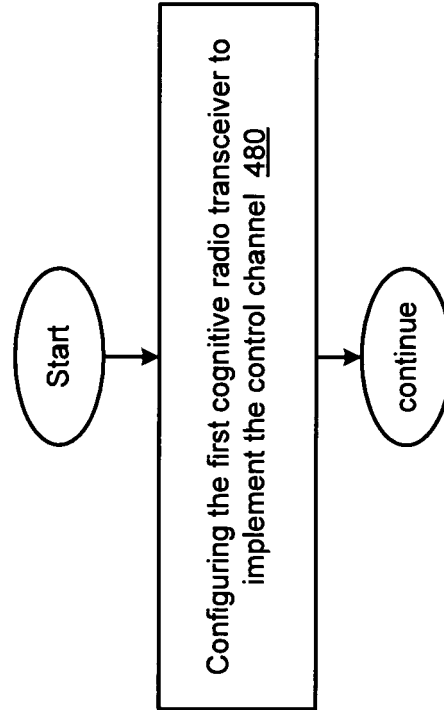 Start
Configuring the first cognitive radio transceiver to
implement the control channel 480
continue